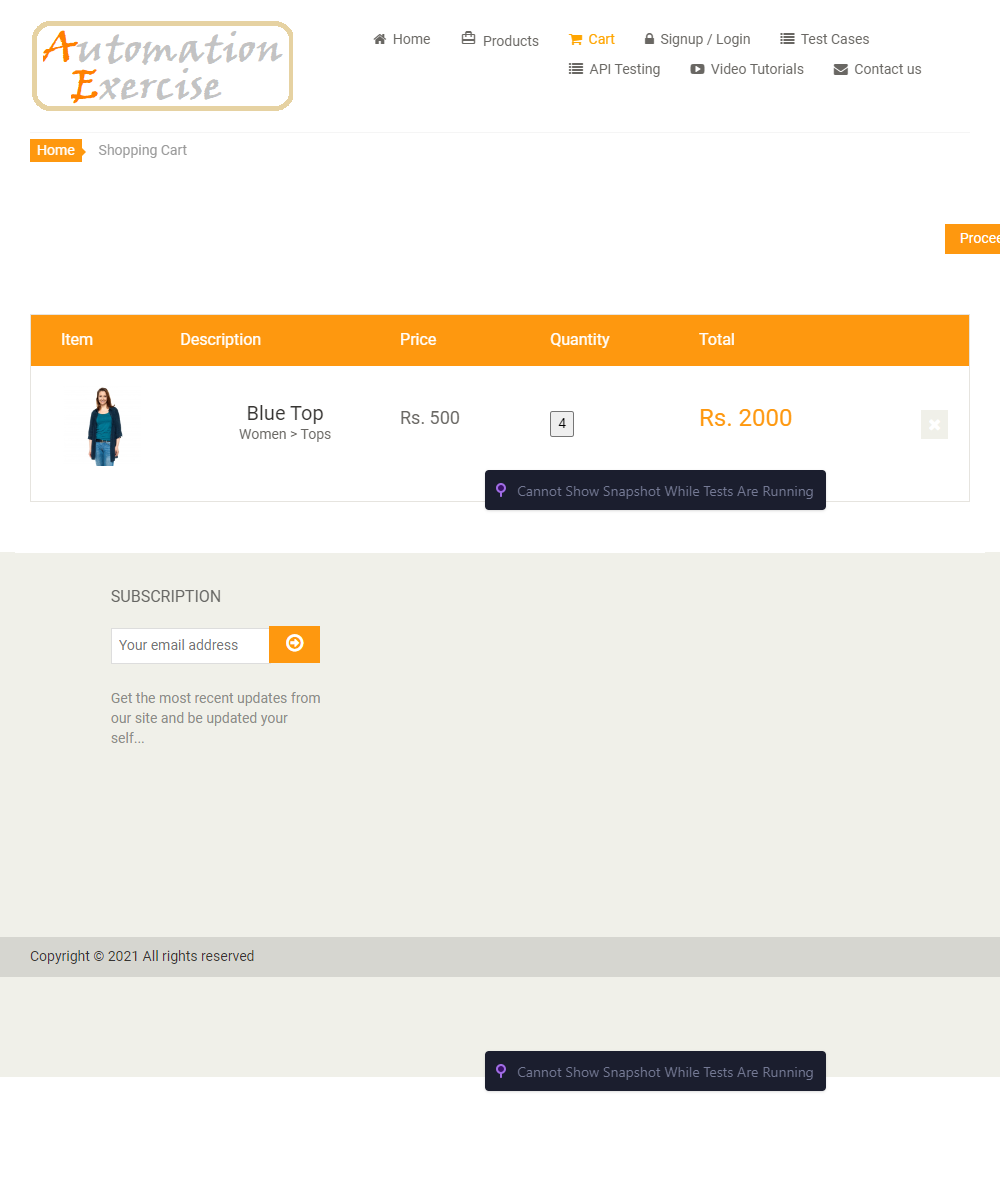 Automation
Exercise
Home Products Cart Signup / Login Test Cases
API Testing Video Tutorials Contact us
Home Shopping Cart
Procee
Item Description Price Quantity Total
Blue Top Rs. 500 4 Rs. 2000
Women > Tops
Cannot Show Snapshot While Tests Are Running
SUBSCRIPTION
Your email address
Get the most recent updates from
our site and be updated your
self...
Copyright © 2021 All rights reserved
Cannot Show Snapshot While Tests Are Running